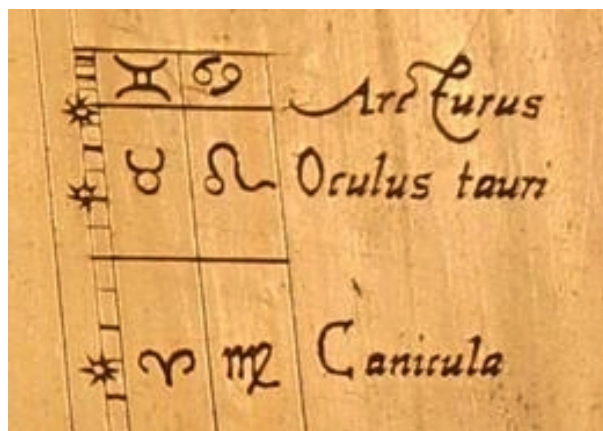 ♊ ♋ Arcturus
♉ ♌ Oculus tauri
♈ ♍ Canicula